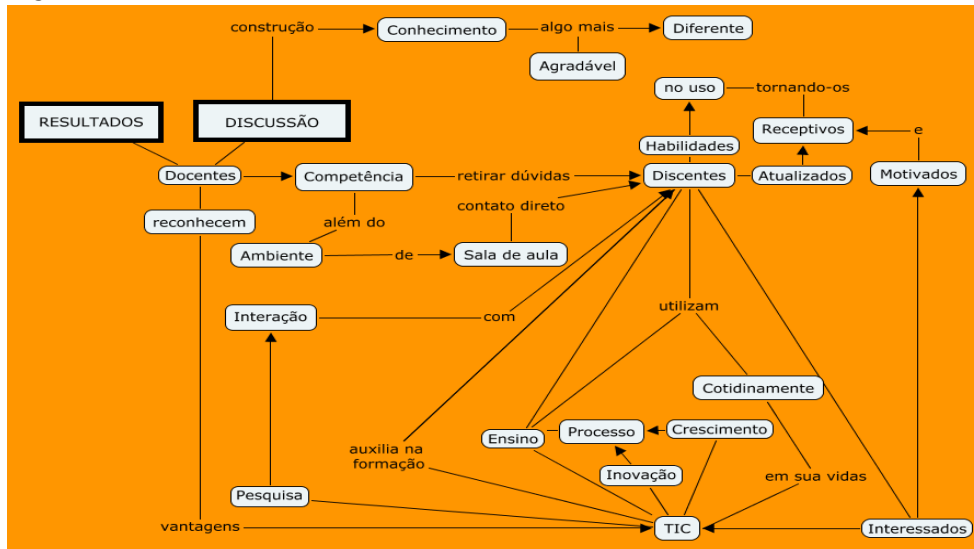 construção
Conhecimento
algo mais
Diferente
Agradável
no uso
tornando-os
RESULTADOS
DISCUSSÃO
Receptivos
e
Habilidades
Docentes
Competência
retirar dúvidas
Discentes
Atualizados
Motivados
reconhecem
além do
contato direto
Ambiente
de
Sala de aula
Interação
com
utilizam
Cotidinamente
Ensino
Processo
Crescimento
auxilia na
formação
Inovação
em sua vidas
Pesquisa
vantagens
TIC
Interessados